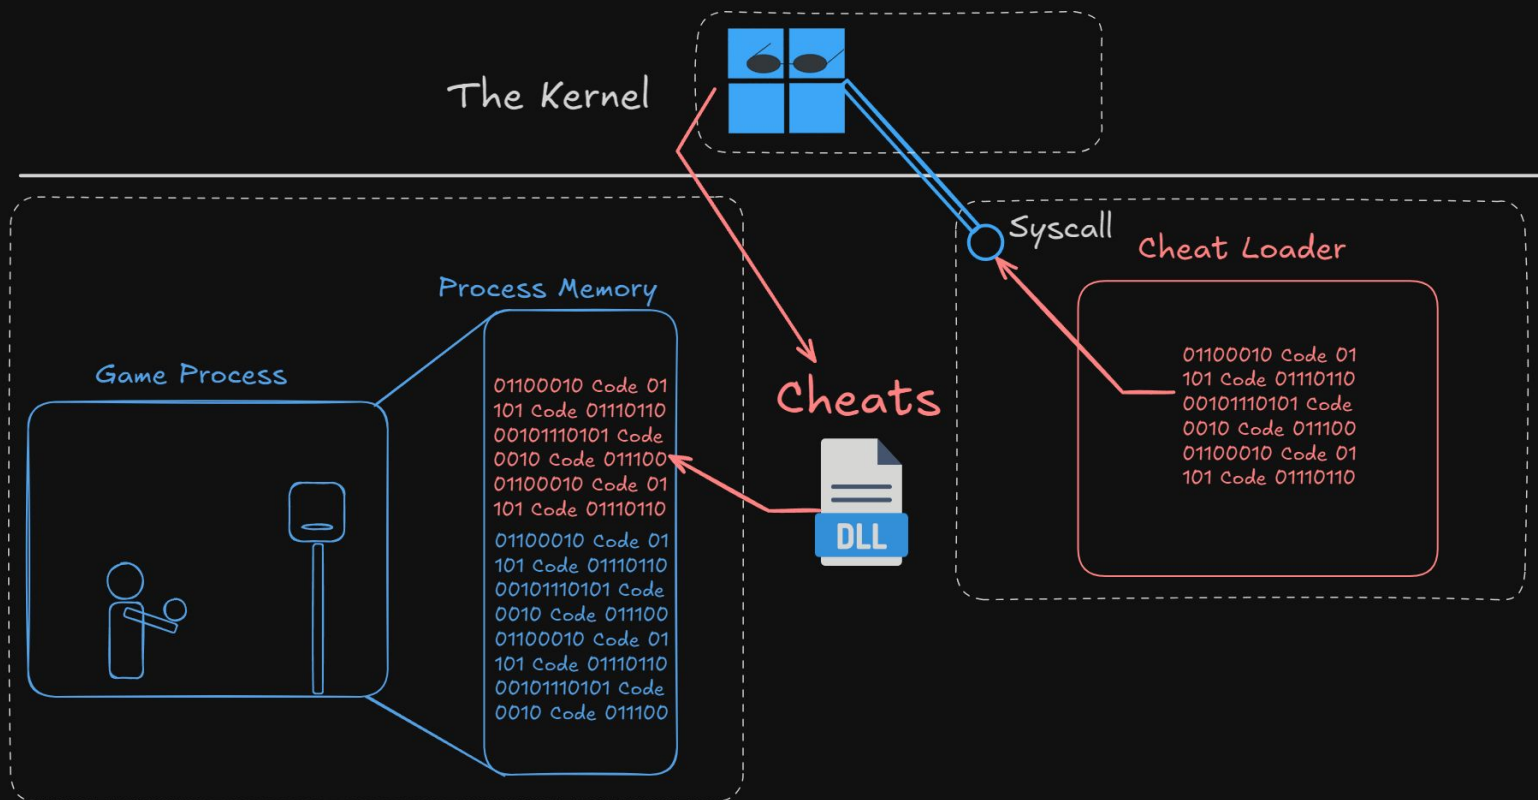 The Kernel
Syscall
Cheat Loader
Process Memory
Game Process
01100010 Code 01
101 Code 01110110
00101110101 Code
0010 Code 011100
01100010 Code 01
101 Code 01110110
01100010 Code 01
101 Code 01110110
00101110101 Code
0010 Code 011100
01100010 Code 01
101 Code 01110110
00101110101 Code
0010 Code 011100
Cheats
DLL
01100010 Code 01
101 Code 01110110
00101110101 Code
0010 Code 011100
01100010 Code 01
101 Code 01110110